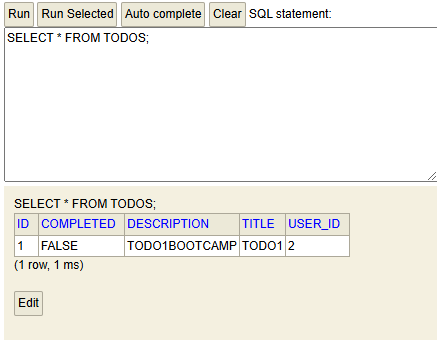 Run Run Selected Auto complete Clear SQL statement:
SELECT * FROM TODOS;
SELECT * FROM TODOS;
ID COMPLETED DESCRIPTION TITLE USER_ID
1 FALSE TODO1BOOTCAMP TODO1 2
(1 row, 1 ms)
Edit